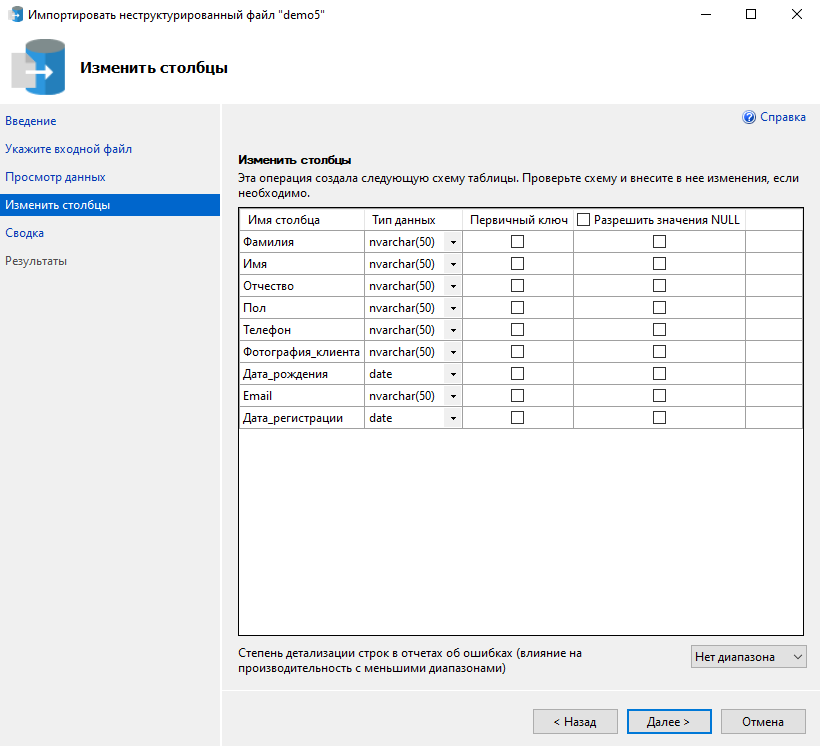 Импортировать неструктурированный файл "demo5"
Изменить столбцы
Введение
Укажите входной файл
Просмотр данных
Изменить столбцы
Сводка
Результаты
Справка
Изменить столбцы
Эта операция создала следующую схему таблицы. Проверьте схему и внесите в нее изменения, если
необходимо.
Имя столбца Тип данных Первичный ключ Разрешить значения NULL
Фамилия nvarchar(50)
Имя nvarchar(50)
Отчество nvarchar(50)
Пол nvarchar(50)
Телефон nvarchar(50)
Фотография_клиента nvarchar(50)
Дата_рождения date
Email nvarchar(50)
Дата_регистрации date
Степень детализации строк в отчетах об ошибках (влияние на
производительность с меньшими диапазонами)
Нет диапазона
< Назад Далее > Отмена